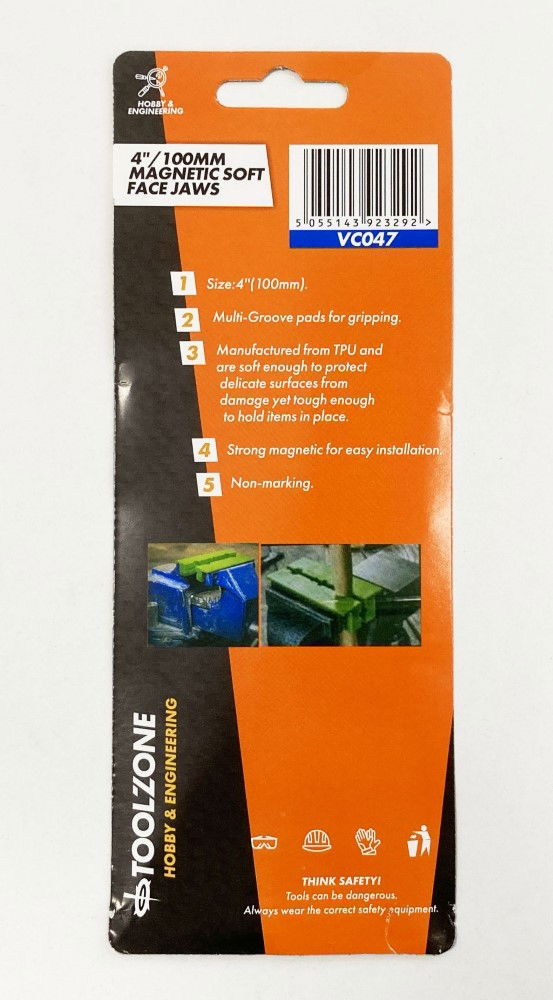 HOBBY &
ENGINEERING
4"/100MM
MAGNETIC SOFT
FACE JAWS
5 055143 923292 >
VC047
1 Size:4"(100mm).
2 Multi-Groove pads for gripping.
3 Manufactured from TPU and
are soft enough to protect
delicate surfaces from
damage yet tough enough
to hold items in place.
4 Strong magnetic for easy installation.
5 Non-marking.
TOOLZONE
HOBBY & ENGINEERING
THINK SAFETY!
Tools can be dangerous.
Always wear the correct safety equipment.